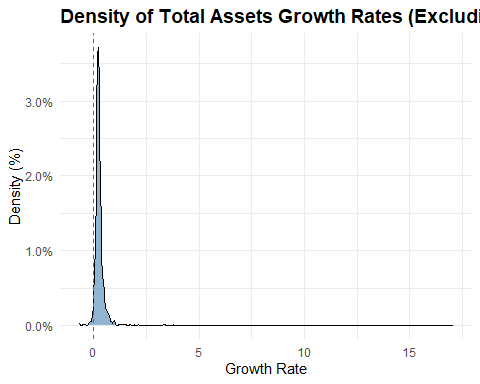 Density of Total Assets Growth Rates (Excludi
Density (%)
3.0%
2.0%
1.0%
0.0%
0
5
10
15
Growth Rate